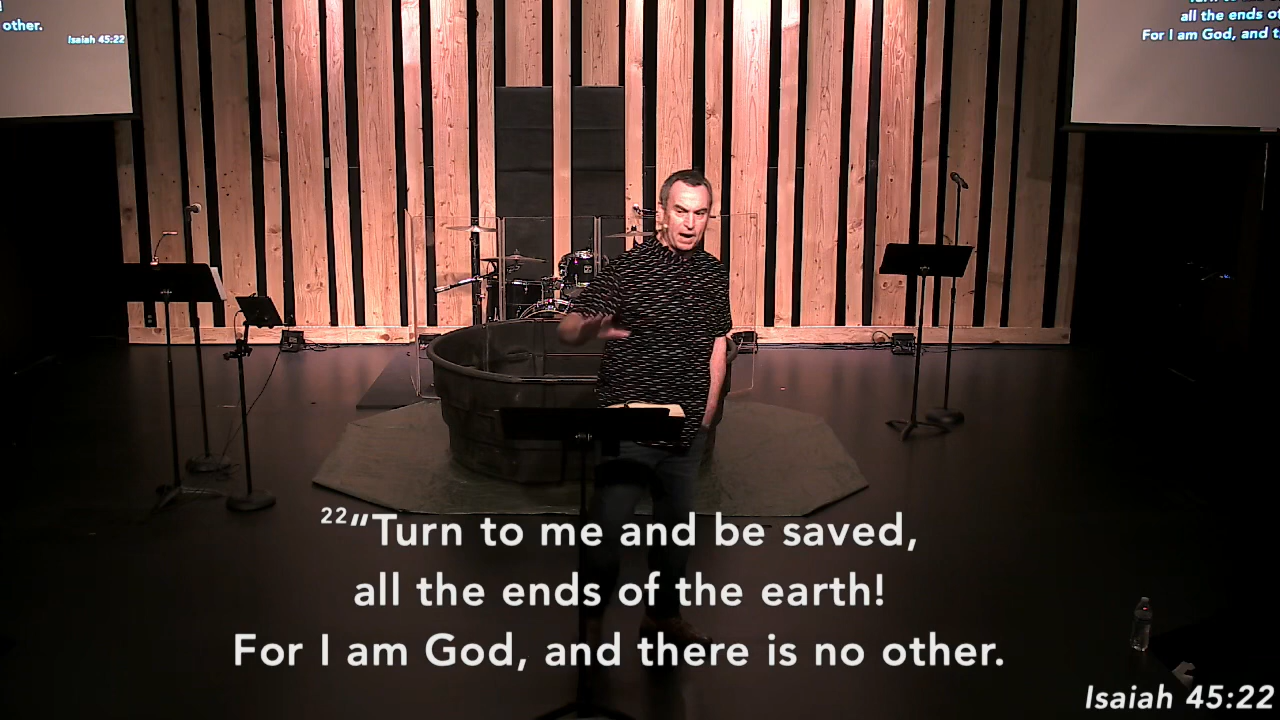 other.
Isaiah 45:22
all the ends of
For I am God, and t
22"Turn to me and be saved,
all the ends of the earth!
For I am God, and there is no other.
Isaiah 45:22